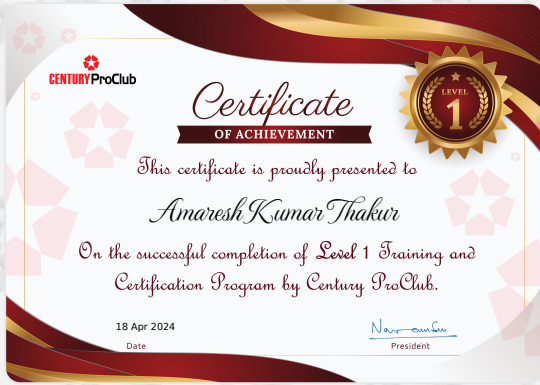 CENTURY ProClub
Certificate
OF ACHIEVEMENT
LEVEL
1
This certificate is proudly presented to
Amaresh Kumar Thakur
On the successful completion of Level 1 Training and
Certification Program by Century ProClub.
18 Apr 2024
Date
President